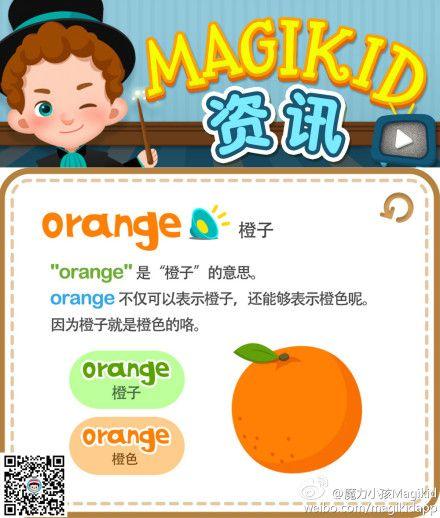 MAGIKID
资讯
orange 橙子
"orange" 是“橙子”的意思。
orange 不仅可以表示橙子，还能够表示橙色呢。
因为橙子就是橙色的咯。
orange
橙子
orange
橙色
@魔力小孩Magikid
weibo.com/magikidapp